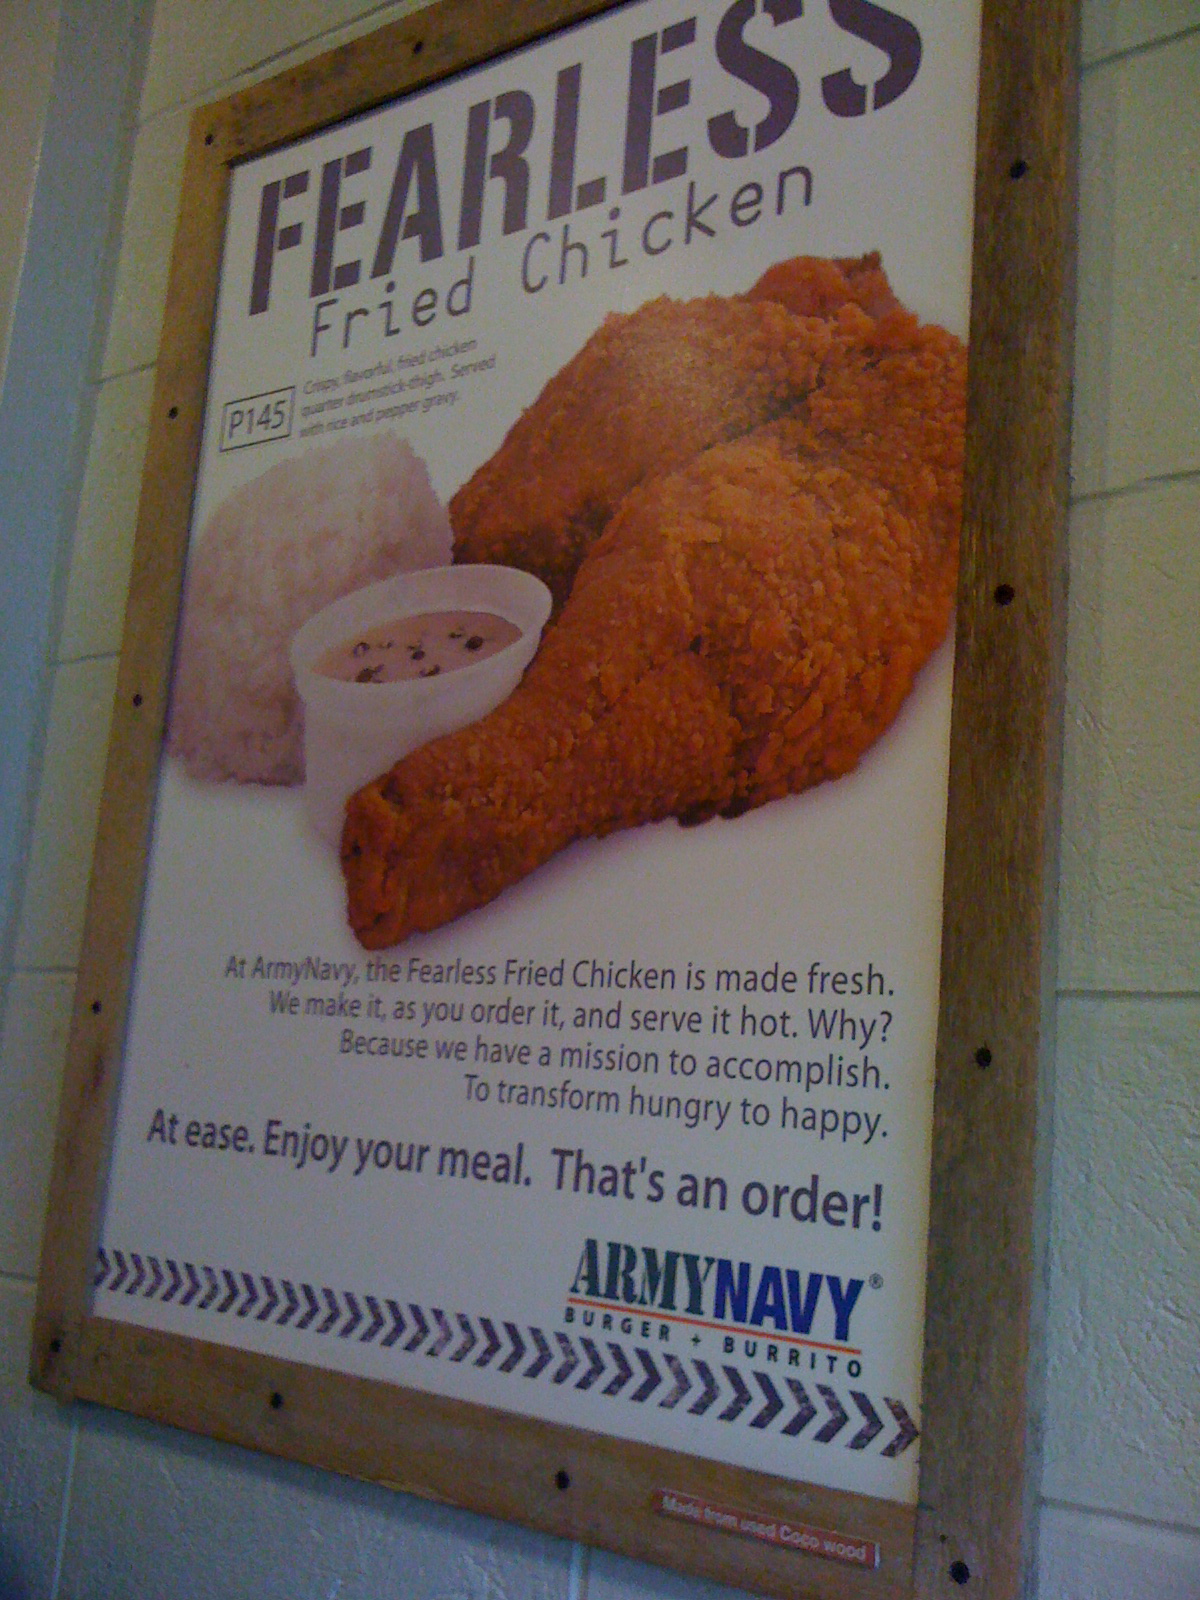 FEARLESS
Fried Chicken
P145
Crispy, flavorful, fried chicken
quarter drumstick-thigh. Served
with rice and pepper gravy.
At ArmyNavy, the Fearless Fried Chicken is made fresh.
We make it, as you order it, and serve it hot. Why?
Because we have a mission to accomplish.
To transform hungry to happy.
At ease. Enjoy your meal. That's an order!
ARMYNAVY®
BURGER + BURRITO
Made from used Coco wood